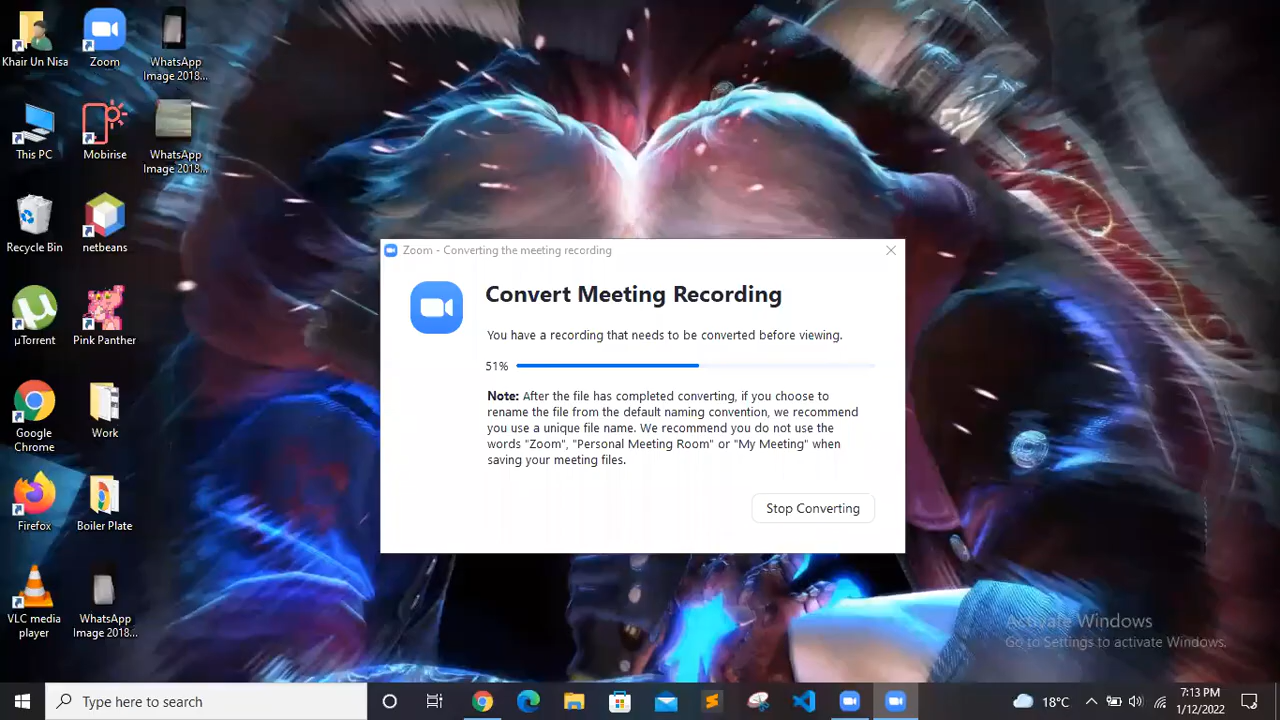 Khair Un Nisa
Zoom
WhatsApp
Image 2018...
This PC
Mobirise
WhatsApp
Image 2018...
Recycle Bin
netbeans
µTorrent
Pink Panther
Google
Chrome
Work
Firefox
Boiler Plate
VLC media
player
WhatsApp
Image 2018...
Zoom - Converting the meeting recording
Convert Meeting Recording
You have a recording that needs to be converted before viewing.
51%
Note: After the file has completed converting, if you choose to
rename the file from the default naming convention, we recommend
you use a unique file name. We recommend you do not use the
words "Zoom", "Personal Meeting Room" or "My Meeting" when
saving your meeting files.
Stop Converting
Activate Windows
Go to Settings to activate Windows.
Type here to search
18°C
7:13 PM
1/12/2022